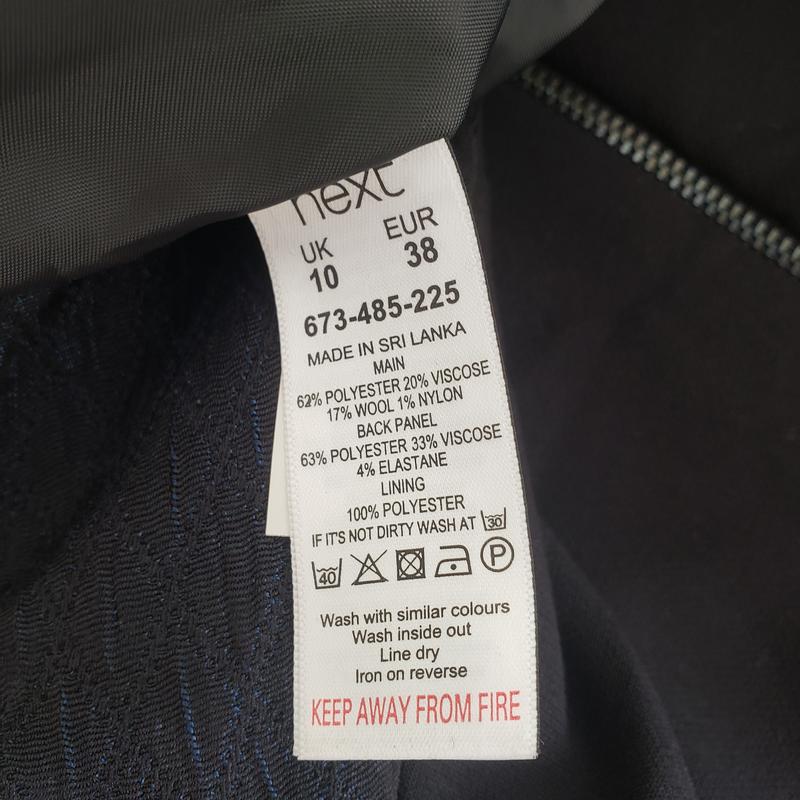 next
UK EUR
10 38
673-485-225
MADE IN SRI LANKA
MAIN
62% POLYESTER 20% VISCOSE
17% WOOL 1% NYLON
BACK PANEL
63% POLYESTER 33% VISCOSE
4% ELASTANE
LINING
100% POLYESTER
IF IT'S NOT DIRTY WASH AT 30
40 P
Wash with similar colours
Wash inside out
Line dry
Iron on reverse
KEEP AWAY FROM FIRE